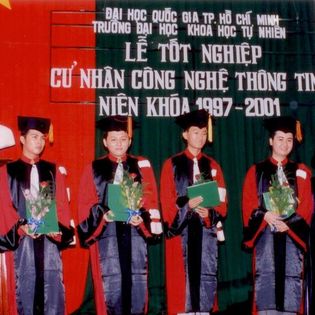 ĐẠI HỌC QUỐC GIA TP. HỒ CHÍ MINH
TRƯỜNG ĐẠI HỌC KHOA HỌC TỰ NHIÊN
LỄ TỐT NGHIỆP
CỬ NHÂN CÔNG NGHỆ THÔNG TIN
NIÊN KHÓA 1997-2001